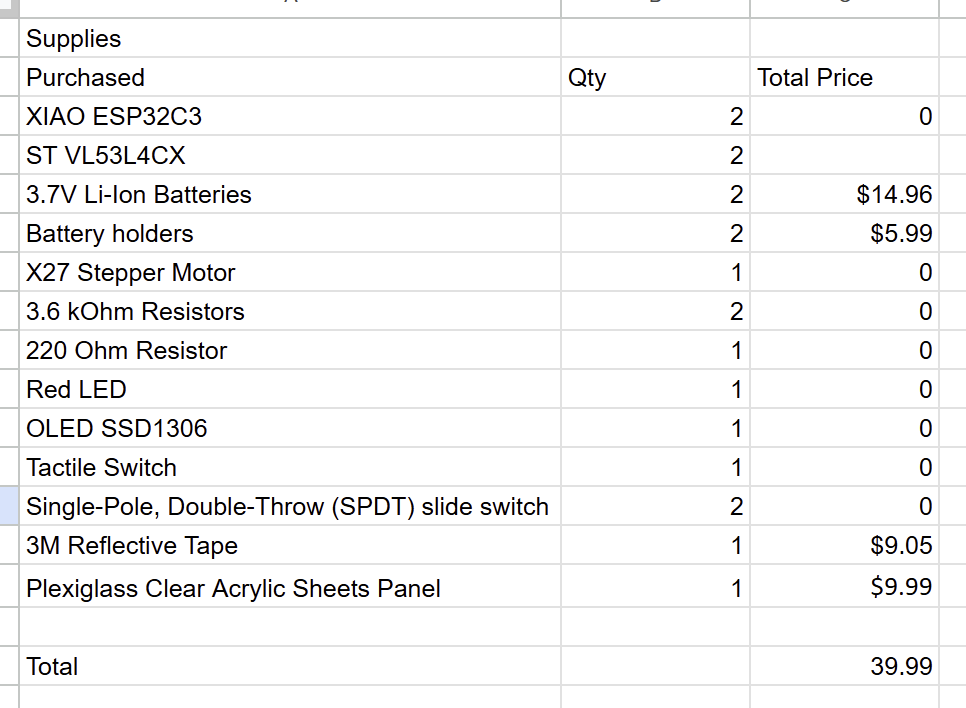 Supplies
Purchased Qty Total Price
XIAO ESP32C3 2 0
ST VL53L4CX 2
3.7V Li-Ion Batteries 2 $14.96
Battery holders 2 $5.99
X27 Stepper Motor 1 0
3.6 kOhm Resistors 2 0
220 Ohm Resistor 1 0
Red LED 1 0
OLED SSD1306 1 0
Tactile Switch 1 0
Single-Pole, Double-Throw (SPDT) slide switch 2 0
3M Reflective Tape 1 $9.05
Plexiglass Clear Acrylic Sheets Panel 1 $9.99
Total 39.99